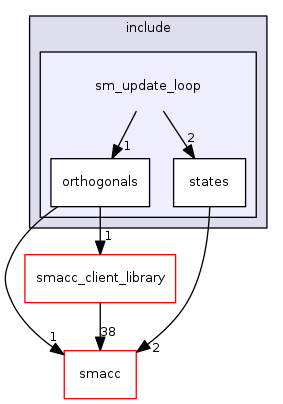 include
sm_update_loop
1
2
orthogonals
states
1
smacc_client_library
38
1
2
smacc